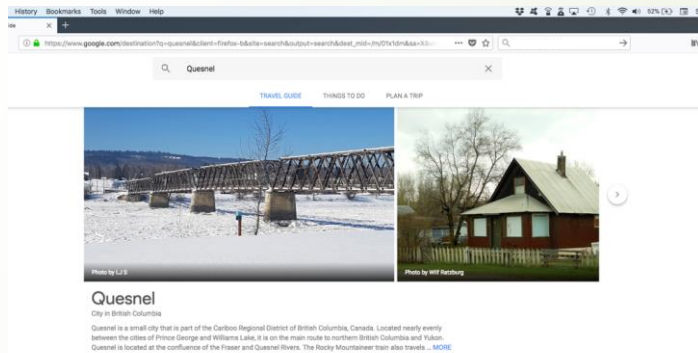 History Bookmarks Tools Window Help
52%
https://www.google.com/destination?q=quesnel&client=firefox-b&site=search&output=search&dest_mid=/m/01x1dm&sa=X&
Quesnel
TRAVEL GUIDE THINGS TO DO PLAN A TRIP
Photo by LJ S
Photo by Wilf Ratzburg
Quesnel
City in British Columbia
Quesnel is a small city that is part of the Cariboo Regional District of British Columbia, Canada. Located nearly evenly
between the cities of Prince George and Williams Lake, it is on the main route to northern British Columbia and Yukon.
Quesnel is located at the confluence of the Fraser and Quesnel Rivers. The Rocky Mountaineer train also travels ... MORE